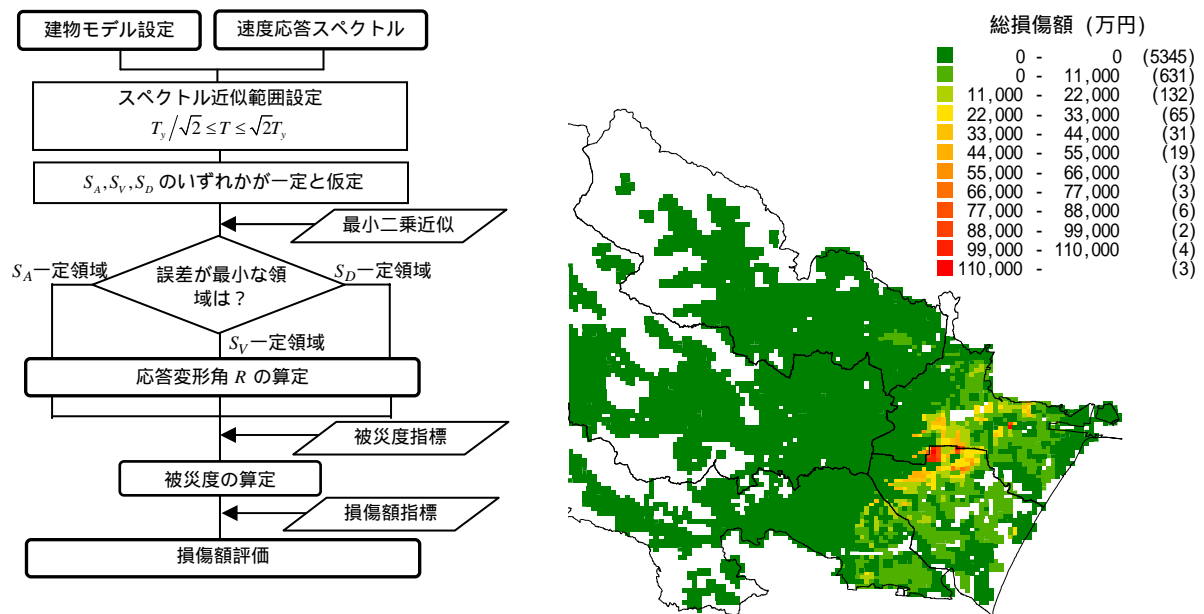 建物モデル設定
速度応答スペクトル
スペクトル近似範囲設定
T_y/√2 ≤ T ≤ √2T_y
S_A,S_V,S_D のいずれかが一定と仮定
最小二乗近似
S_A一定領域
誤差が最小な領
域は？
S_D一定領域
S_V一定領域
応答変形角 R の算定
被災度指標
被災度の算定
損傷額指標
損傷額評価
総損傷額 (万円)
0 - 0 (5345)
0 - 11,000 (631)
11,000 - 22,000 (132)
22,000 - 33,000 (65)
33,000 - 44,000 (31)
44,000 - 55,000 (19)
55,000 - 66,000 (3)
66,000 - 77,000 (3)
77,000 - 88,000 (6)
88,000 - 99,000 (2)
99,000 - 110,000 (4)
110,000 - (3)